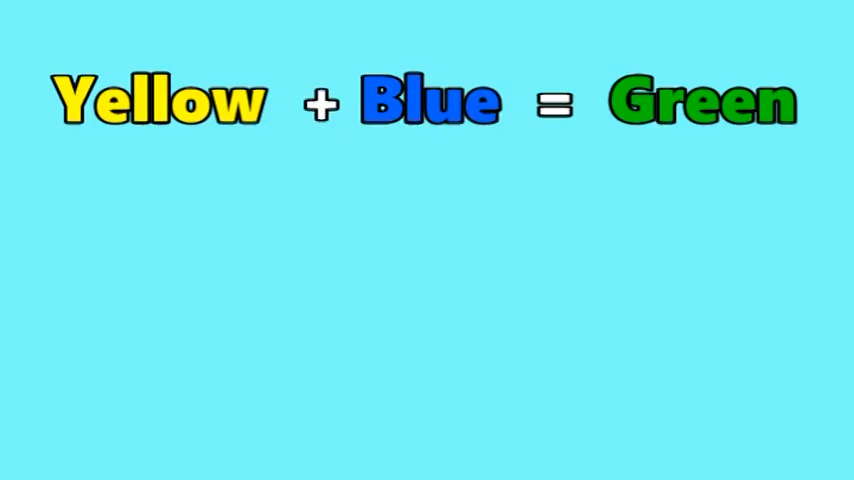 Yellow + Blue = Green